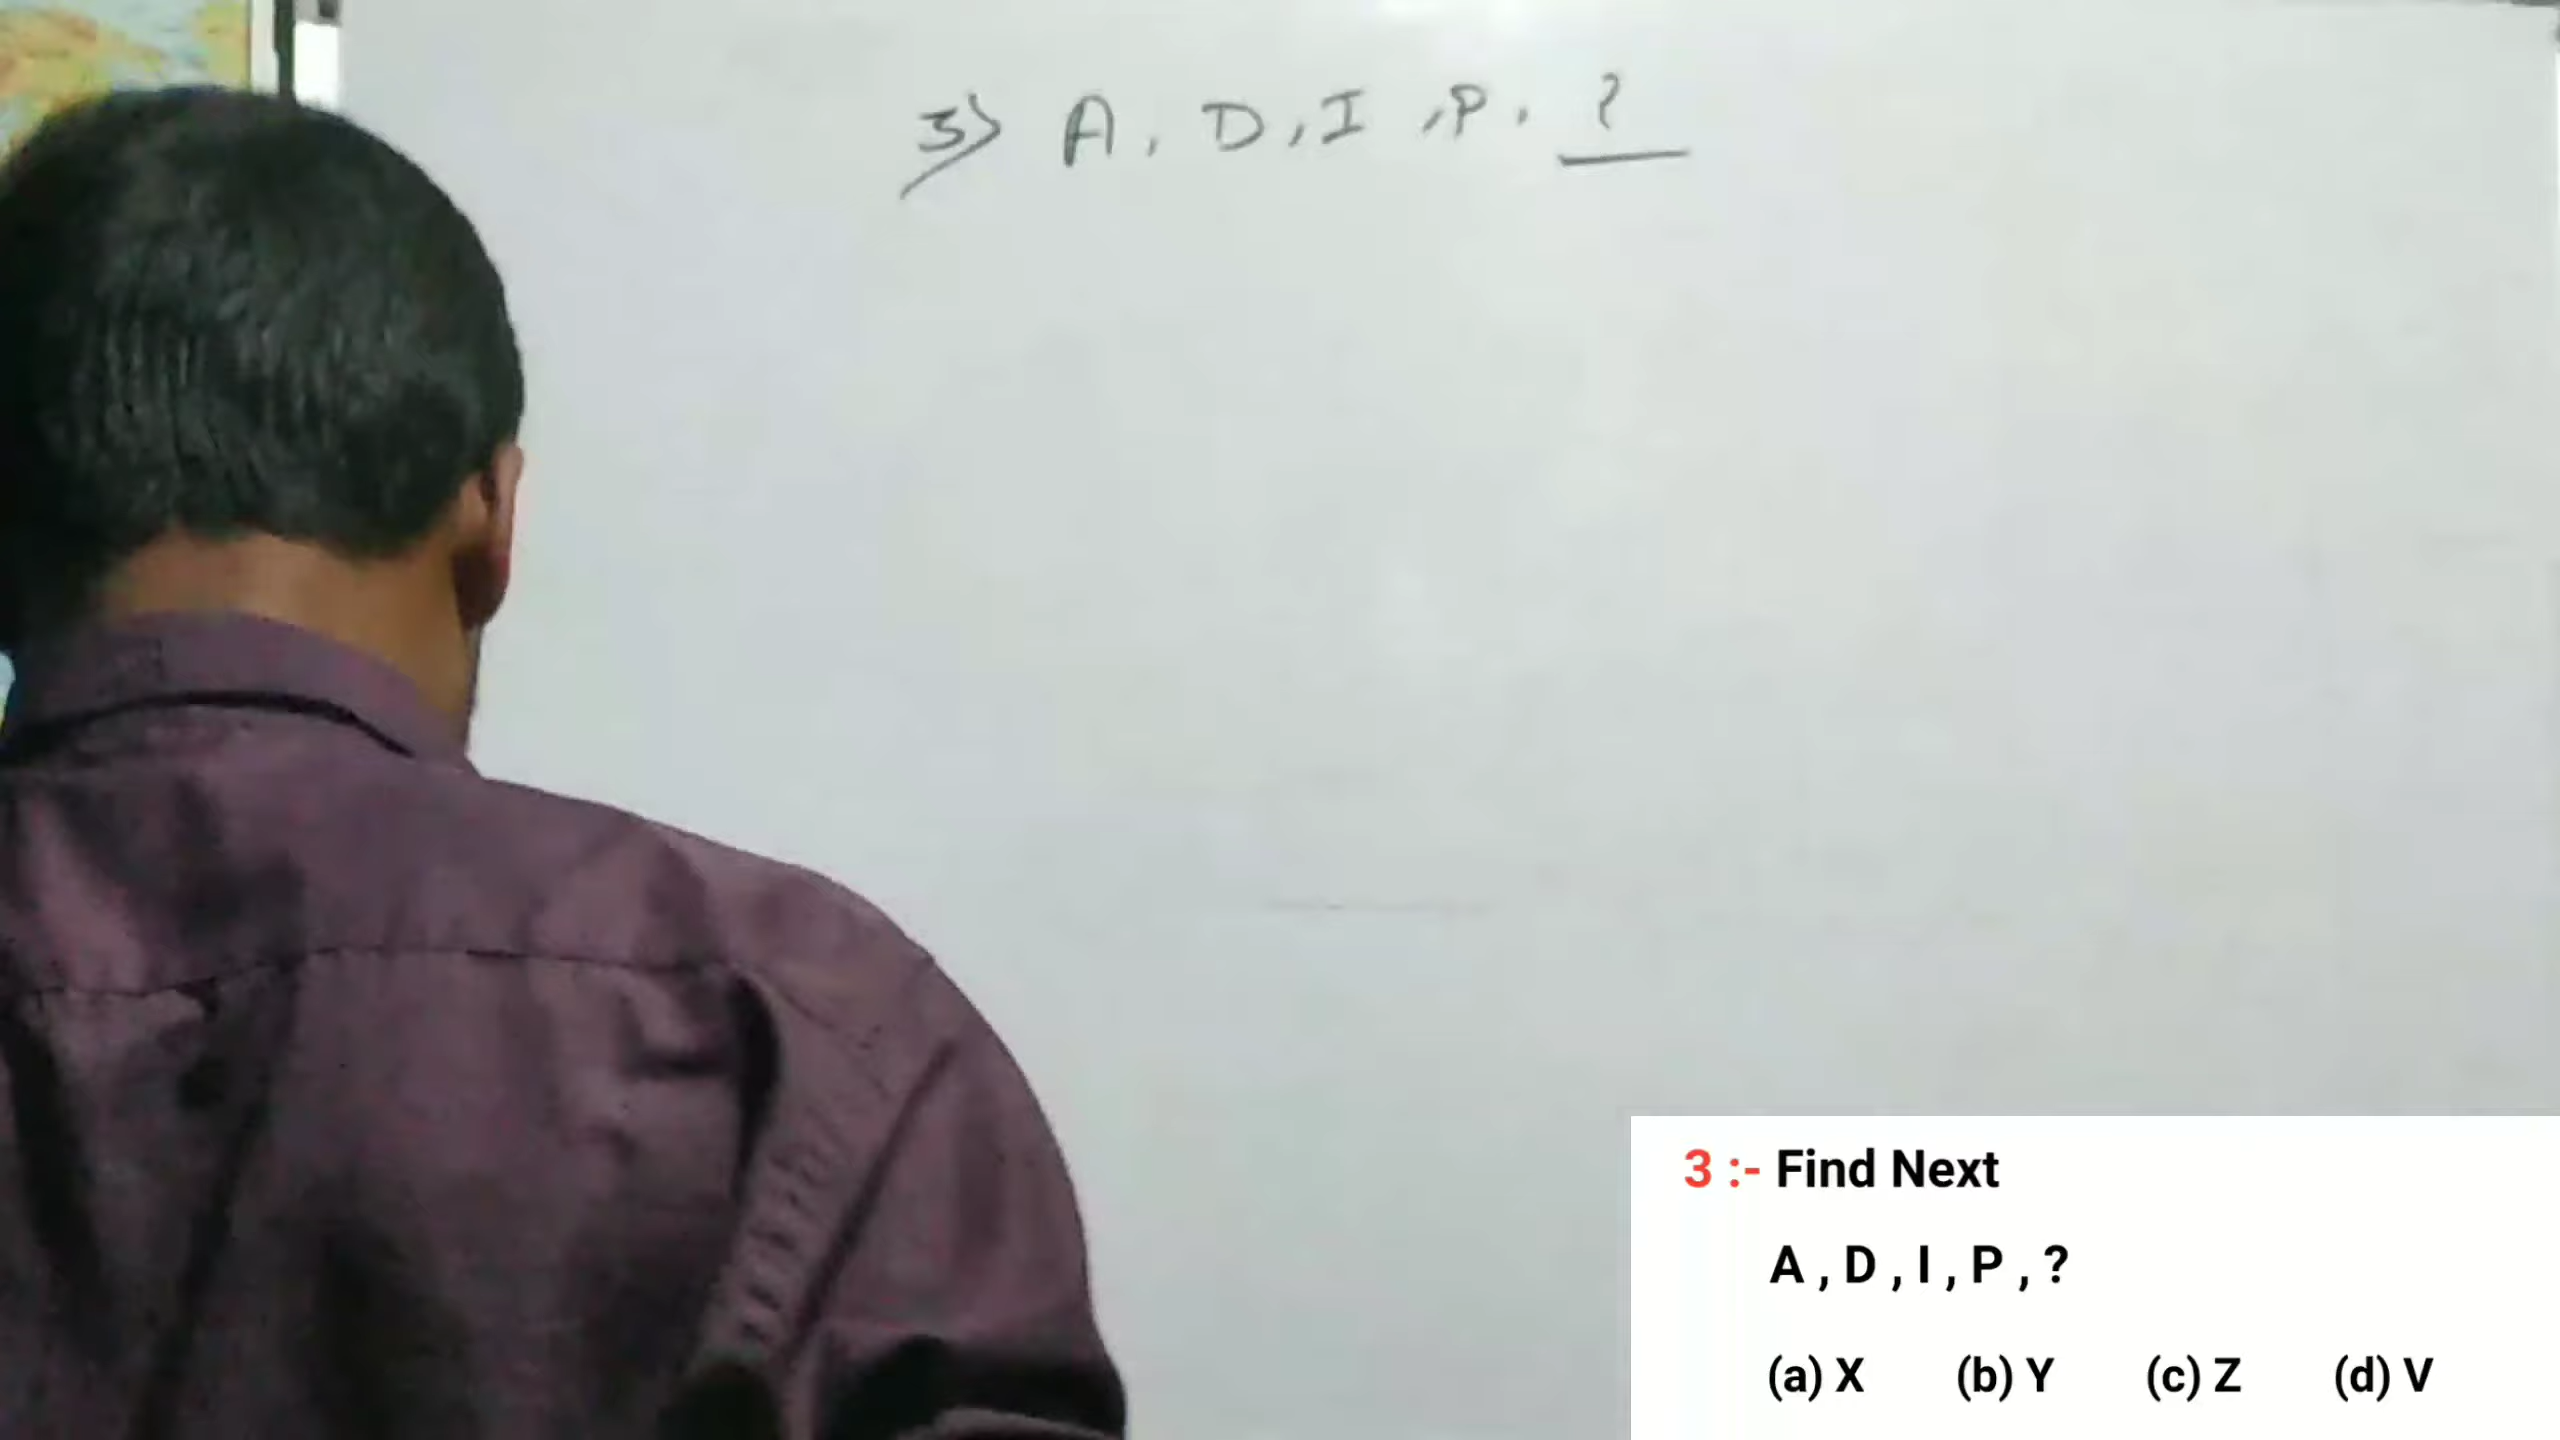 3) A, D, I, P, ?
3 :- Find Next
A , D , I , P , ?
(a) X (b) Y (c) Z (d) V